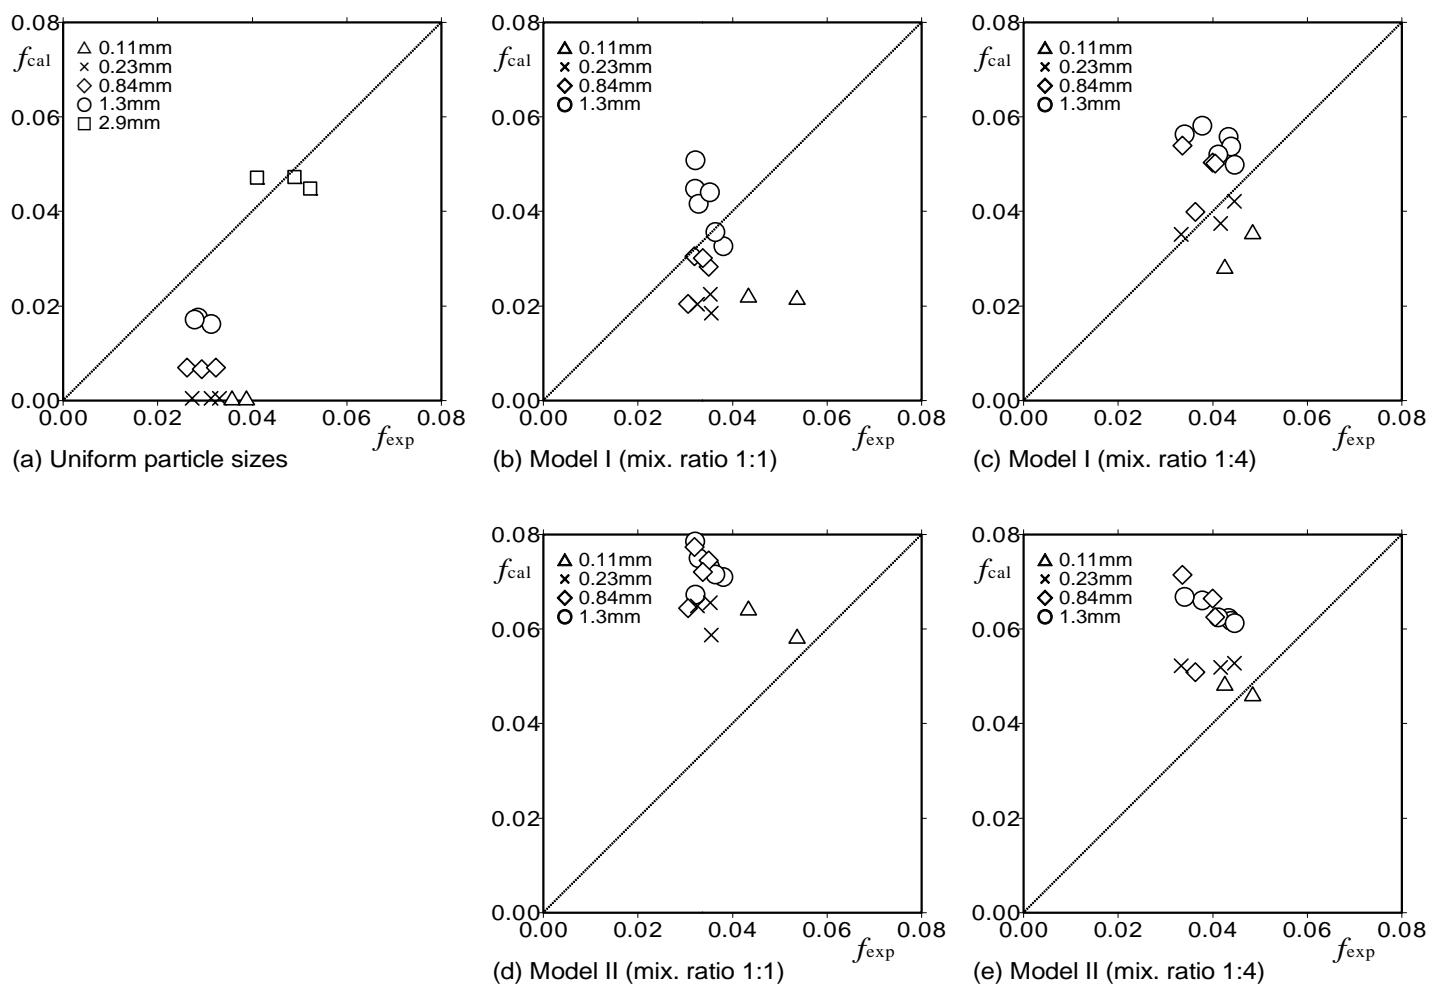 0.08 0.06 0.04 0.02 0.00
fcal
△ 0.11mm
× 0.23mm
◇ 0.84mm
○ 1.3mm
□ 2.9mm
0.00 0.02 0.04 0.06 0.08
fexp
(a) Uniform particle sizes
0.08 0.06 0.04 0.02 0.00
fcal
△ 0.11mm
× 0.23mm
◇ 0.84mm
○ 1.3mm
0.00 0.02 0.04 0.06 0.08
fexp
(b) Model I (mix. ratio 1:1)
0.08 0.06 0.04 0.02 0.00
fcal
△ 0.11mm
× 0.23mm
◇ 0.84mm
○ 1.3mm
0.00 0.02 0.04 0.06 0.08
fexp
(c) Model I (mix. ratio 1:4)
0.08 0.06 0.04 0.02 0.00
fcal
△ 0.11mm
× 0.23mm
◇ 0.84mm
○ 1.3mm
0.00 0.02 0.04 0.06 0.08
fexp
(d) Model II (mix. ratio 1:1)
0.08 0.06 0.04 0.02 0.00
fcal
△ 0.11mm
× 0.23mm
◇ 0.84mm
○ 1.3mm
0.00 0.02 0.04 0.06 0.08
fexp
(e) Model II (mix. ratio 1:4)